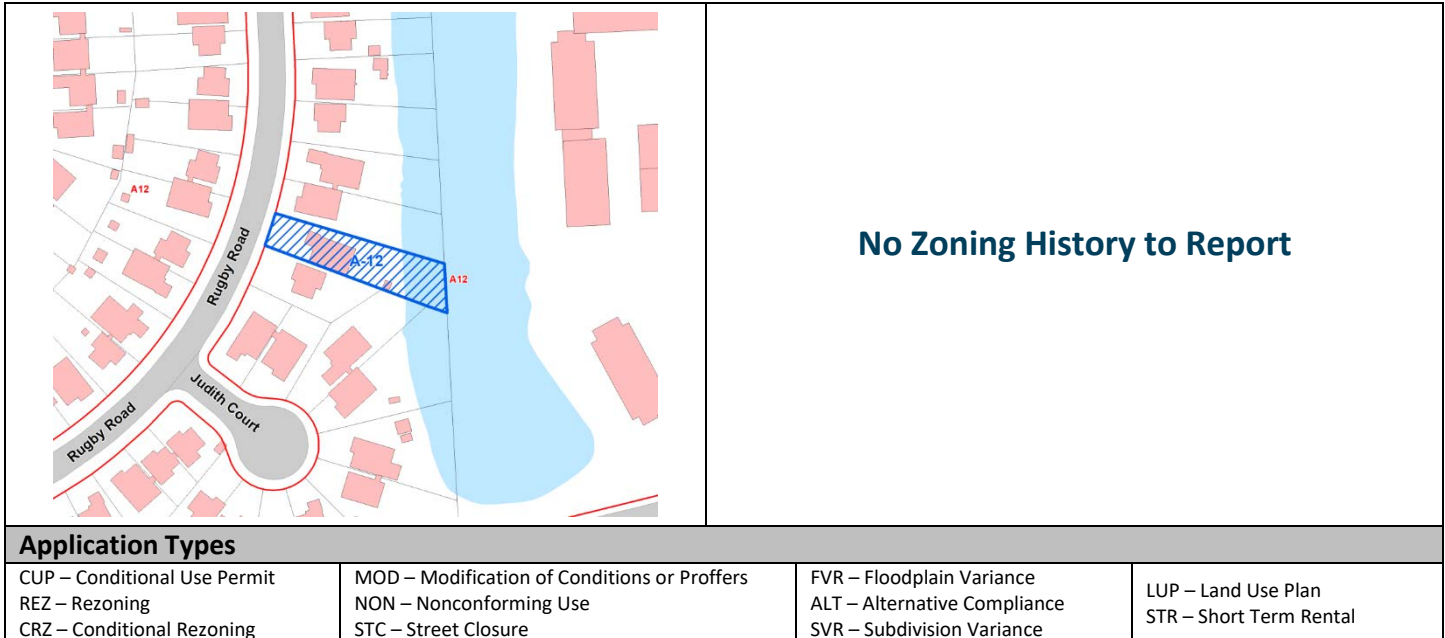 A12
Rugby Road
A-12
A12
Judith Court
Rugby Road
No Zoning History to Report
Application Types
CUP – Conditional Use Permit
REZ – Rezoning
CRZ – Conditional Rezoning
MOD – Modification of Conditions or Proffers
NON – Nonconforming Use
STC – Street Closure
FVR – Floodplain Variance
ALT – Alternative Compliance
SVR – Subdivision Variance
LUP – Land Use Plan
STR – Short Term Rental